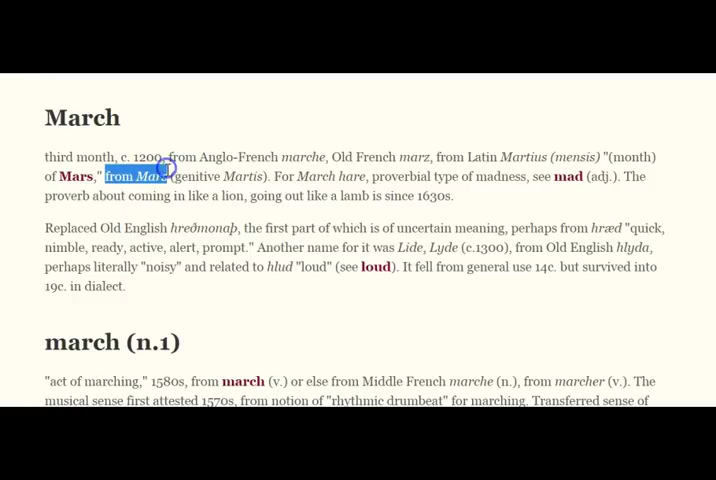 March
third month, c. 1200, from Anglo-French marche, Old French marz, from Latin Martius (mensis) "(month)
of Mars," from Mars (genitive Martis). For March hare, proverbial type of madness, see mad (adj.). The
proverb about coming in like a lion, going out like a lamb is since 1630s.
Replaced Old English hreðmonaþ, the first part of which is of uncertain meaning, perhaps from hræd "quick,
nimble, ready, active, alert, prompt." Another name for it was Lide, Lyde (c.1300), from Old English hlyda,
perhaps literally "noisy" and related to hlud "loud" (see loud). It fell from general use 14c. but survived into
19c. in dialect.
march (n.1)
"act of marching," 1580s, from march (v.) or else from Middle French marche (n.), from marcher (v.). The
musical sense first attested 1570s, from notion of "rhythmic drumbeat" for marching. Transferred sense of